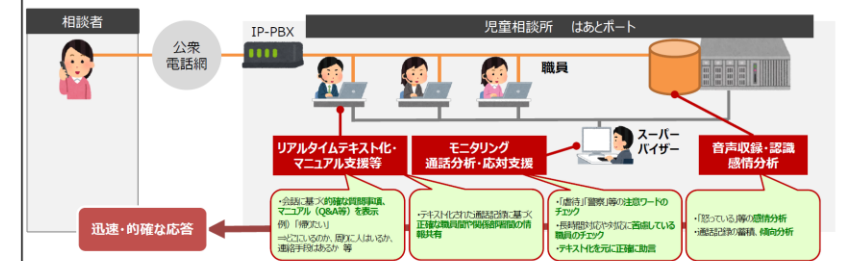 相談者
公衆
電話網
IP-PBX
児童相談所 はあとポート
職員
スーパー
バイザー
リアルタイムテキスト化・
マニュアル支援等
モニタリング
通話分析・応対支援
音声収録・認識
感情分析
迅速・的確な応答
・会話に基づく的確な質問事項、
マニュアル（Q&A等）を表示
例）「帰りたい」
⇒どこにいるのか、周りに人はいるか、
連絡手段はあるか 等
・テキスト化された通話記録に基づく
正確な職員間や関係部署間の情
報共有
・「虐待」「警察」等の注意ワードの
チェック
・長時間対応や対応に苦慮している
職員のチェック
・テキスト化を元に正確に助言
・「怒っている」等の感情分析
・通話記録の蓄積、傾向分析